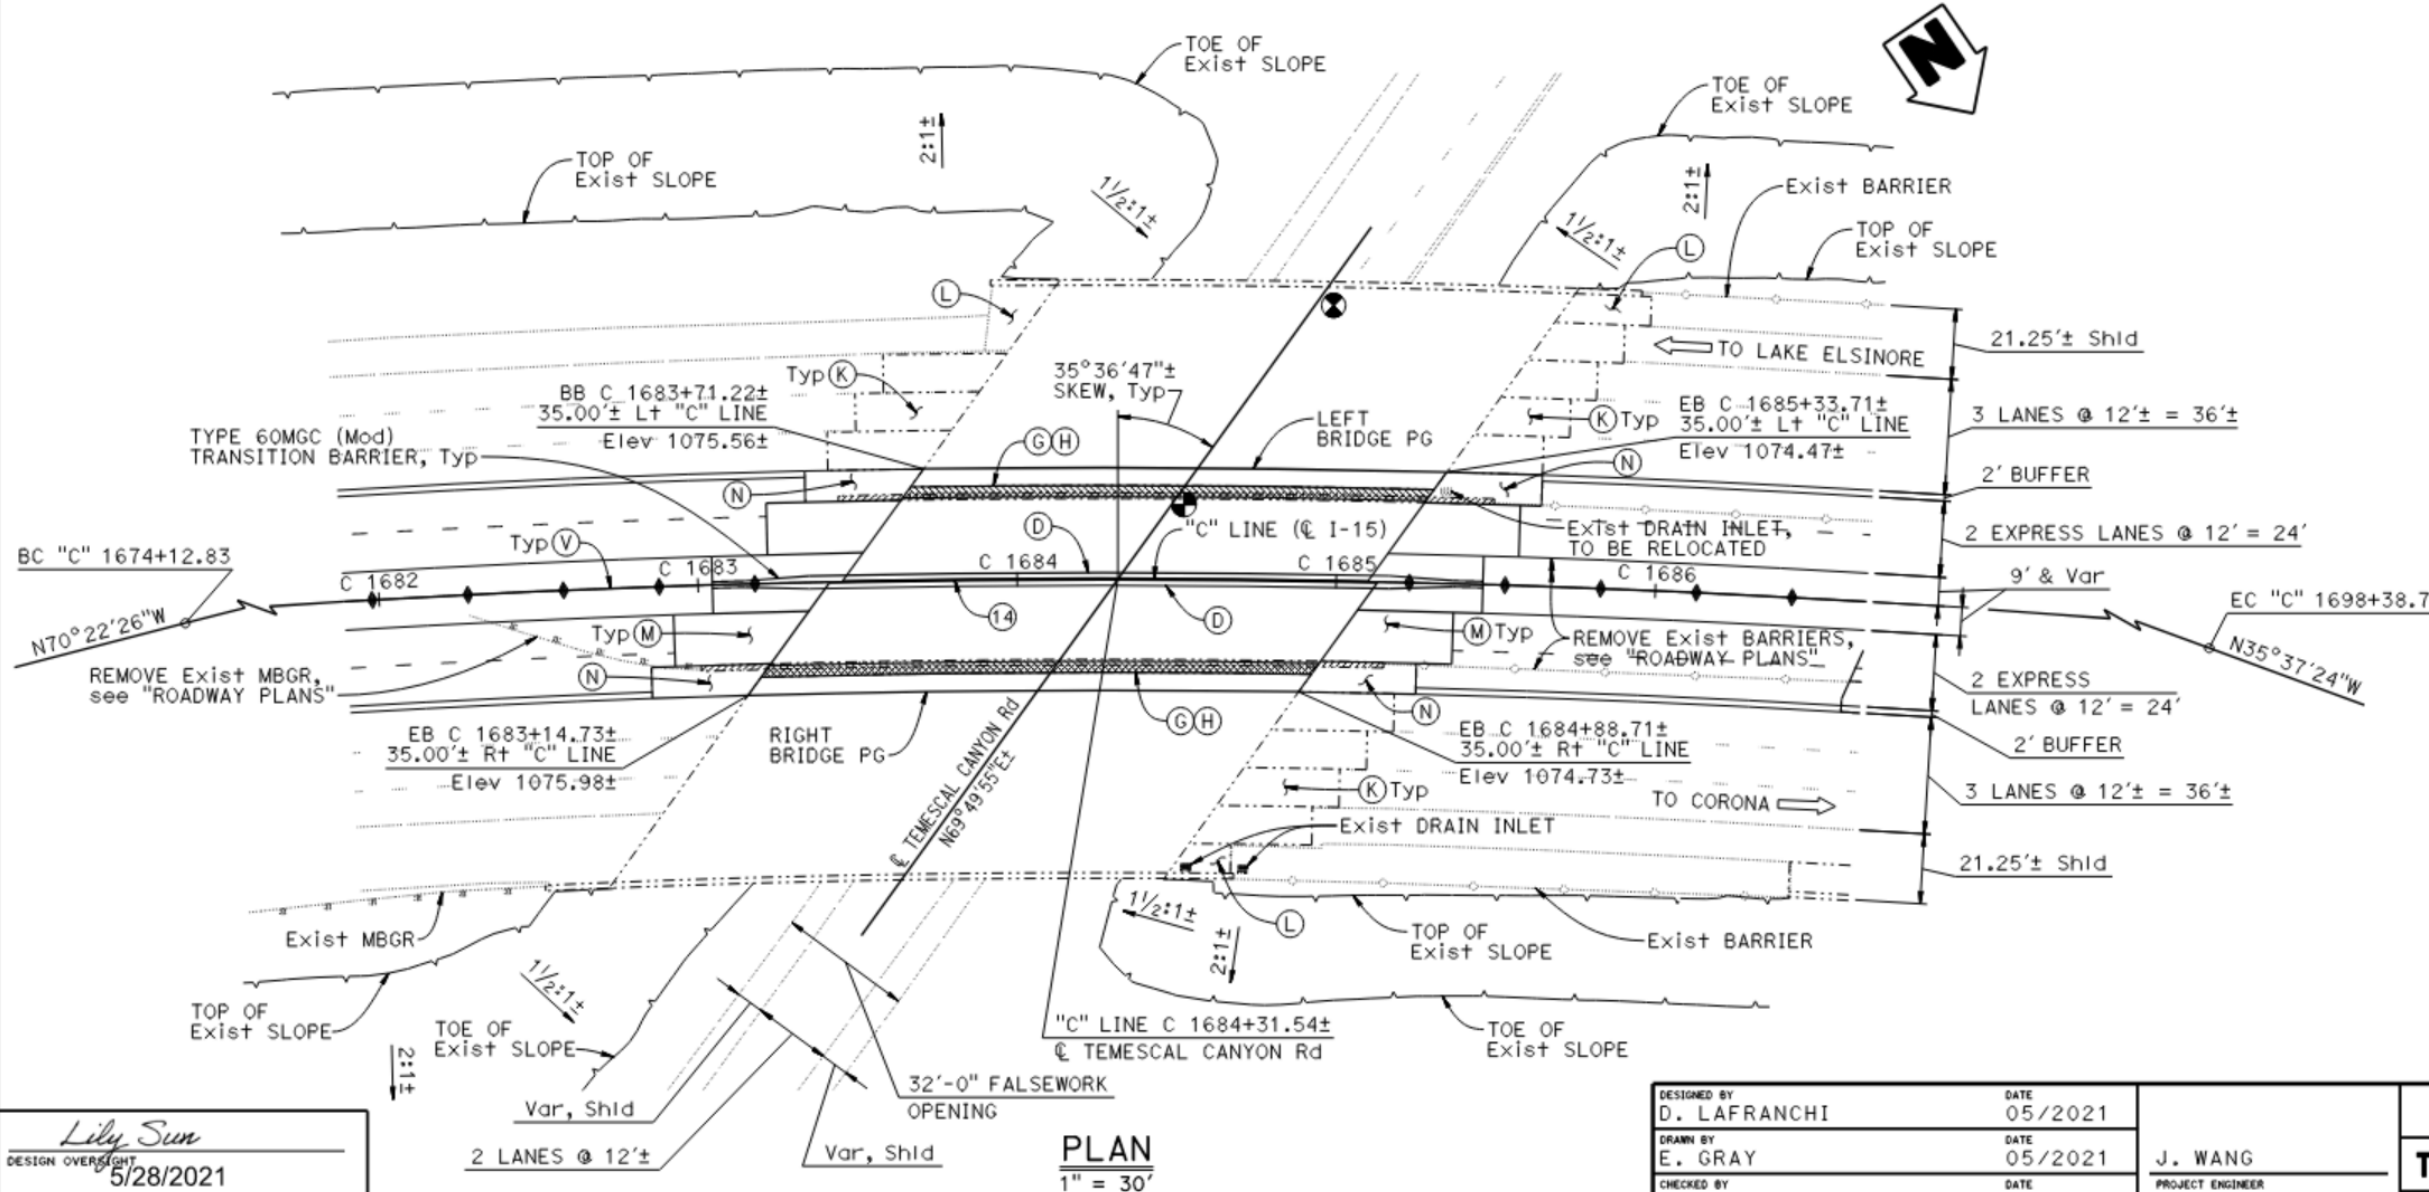 TOE OF
Exist SLOPE
N
TOE OF
Exist SLOPE
2:1±
TOP OF
Exist SLOPE
1½:1±
2:1±
Exist BARRIER
1½:1±
TOP OF
Exist SLOPE
L
L
21.25'± Shld
TO LAKE ELSINORE
35°36'47"±
SKEW, Typ
Typ K
BB C 1683+71.22±
35.00'± Lt "C" LINE
Elev 1075.56±
LEFT
BRIDGE PG
K Typ
EB C 1685+33.71±
35.00'± Lt "C" LINE
Elev 1074.47±
3 LANES @ 12'± = 36'±
TYPE 60MGC (Mod)
TRANSITION BARRIER, Typ
G H
N
N
2' BUFFER
"C" LINE (℄ I-15)
D
Exist DRAIN INLET,
TO BE RELOCATED
2 EXPRESS LANES @ 12' = 24'
Typ V
BC "C" 1674+12.83
C 1682
C 1683
C 1684
C 1685
C 1686
9' & Var
EC "C" 1698+38.7
N70°22'26"W
14
D
Typ M
M Typ
REMOVE Exist BARRIERS,
see "ROADWAY PLANS"
N35°37'24"W
REMOVE Exist MBGR,
see "ROADWAY PLANS"
N
2 EXPRESS
LANES @ 12' = 24'
N
G H
EB C 1683+14.73±
35.00'± Rt "C" LINE
Elev 1075.98±
RIGHT
BRIDGE PG
EB C 1684+88.71±
35.00'± Rt "C" LINE
Elev 1074.73±
2' BUFFER
℄ TEMESCAL CANYON Rd
N69°49'55"E±
K Typ
TO CORONA
3 LANES @ 12'± = 36'±
Exist DRAIN INLET
21.25'± Shld
Exist MBGR
1½:1±
L
TOP OF
Exist SLOPE
Exist BARRIER
2:1±
1½:1±
TOP OF
Exist SLOPE
TOE OF
Exist SLOPE
2:1±
"C" LINE C 1684+31.54±
℄ TEMESCAL CANYON Rd
TOE OF
Exist SLOPE
32'-0" FALSEWORK
OPENING
Var, Shld
2 LANES @ 12'±
Var, Shld
PLAN
1" = 30'
Lily Sun
DESIGN OVERSIGHT
5/28/2021
DESIGNED BY DATE
D. LAFRANCHI 05/2021
DRAWN BY DATE
E. GRAY 05/2021
CHECKED BY DATE
J. WANG
PROJECT ENGINEER